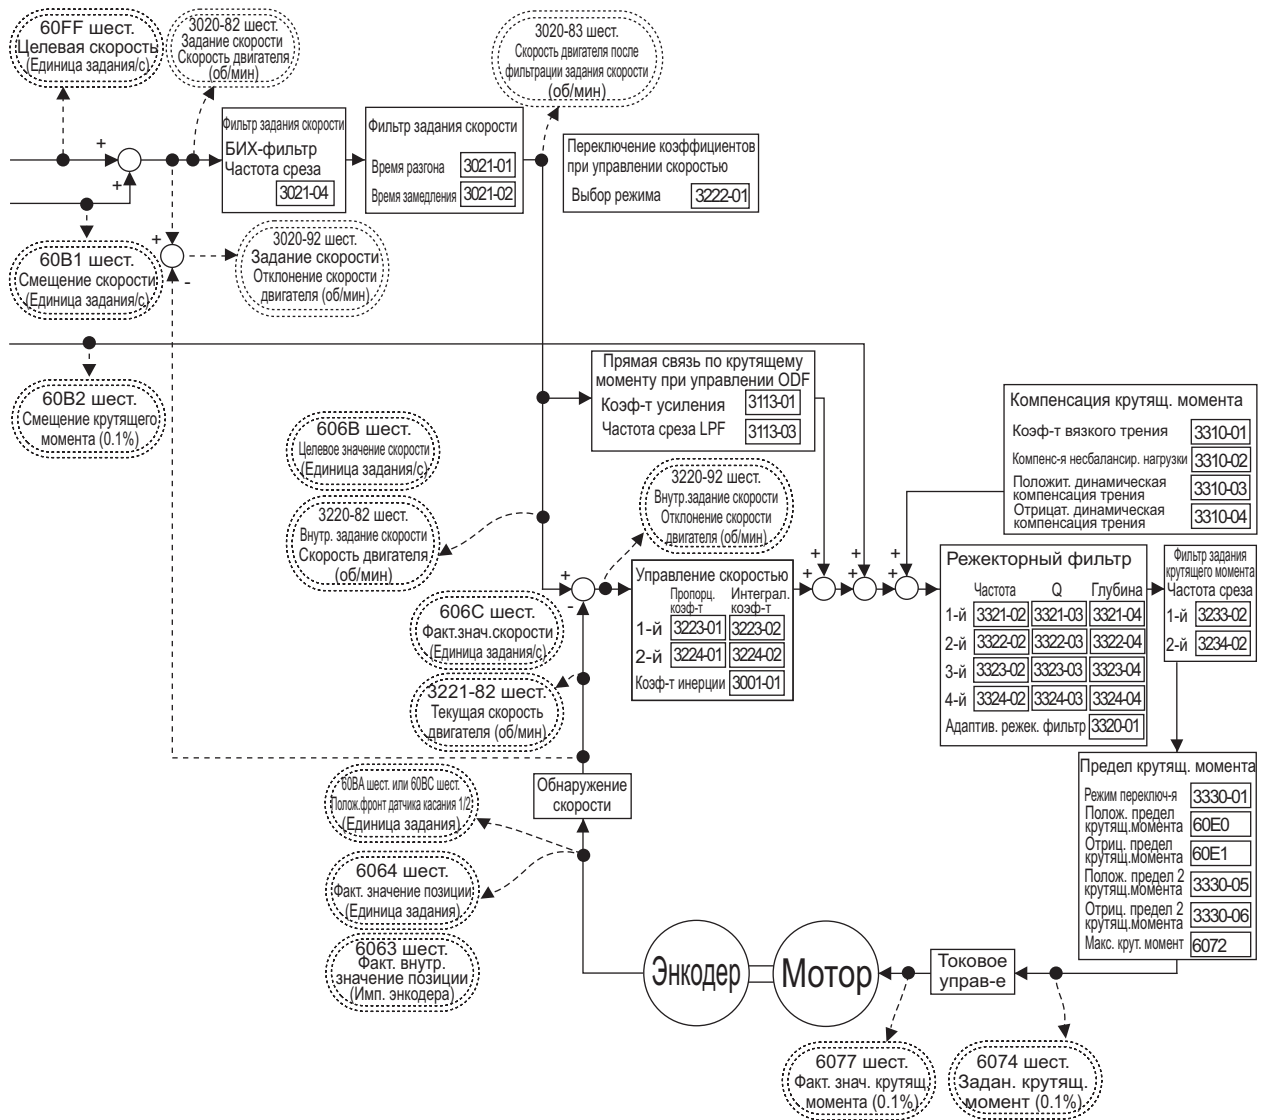 60FF шест.
Целевая скорость
(Единица задания/с)
3020-82 шест.
Задание скорости
Скорость двигателя
(об/мин)
3020-83 шест.
Скорость двигателя после
фильтрации задания скорости
(об/мин)
+
+
Фильтр задания скорости
БИХ-фильтр
Частота среза
3021-04
Фильтр задания скорости
Время разгона
3021-01
Время замедления
3021-02
Переключение коэффициентов
при управлении скоростью
Выбор режима
3222-01
60B1 шест.
Смещение скорости
(Единица задания/с)
+
-
3020-92 шест.
Задание скорости
Отклонение скорости
двигателя (об/мин)
60B2 шест.
Смещение крутящего
момента (0.1%)
Прямая связь по крутящему
моменту при управлении ODF
Коэф-т усиления
3113-01
Частота среза LPF
3113-03
Компенсация крутящ. момента
Коэф-т вязкого трения
3310-01
Компенс-я несбалансир. нагрузки
3310-02
Положит. динамическая
компенсация трения
3310-03
Отрицат. динамическая
компенсация трения
3310-04
606B шест.
Целевое значение скорости
(Единица задания/с)
3220-82 шест.
Внутр. задание скорости
Скорость двигателя
(об/мин)
3220-92 шест.
Внутр.задание скорости
Отклонение скорости
двигателя (об/мин)
+
-
Управление скоростью
Пропорц.
коэф-т
Интеграл.
коэф-т
1-й
3223-01
3223-02
2-й
3224-01
3224-02
Коэф-т инерции
3001-01
+
+
+
+
+
+
Режекторный фильтр
Частота
Q
Глубина
1-й
3321-02
3321-03
3321-04
2-й
3322-02
3322-03
3322-04
3-й
3323-02
3323-03
3323-04
4-й
3324-02
3324-03
3324-04
Адаптив. режек. фильтр
3320-01
Фильтр задания
крутящего момента
Частота среза
1-й
3233-02
2-й
3234-02
606C шест.
Факт.знач.скорости
(Единица задания/с)
3221-82 шест.
Текущая скорость
двигателя (об/мин)
Обнаружение
скорости
60BA шест. или 60BC шест.
Полож.фронт датчика касания 1/2
(Единица задания)
6064 шест.
Факт. значение позиции
(Единица задания)
6063 шест.
Факт. внутр.
значение позиции
(Имп. энкодера)
Предел крутящ. момента
Режим переключ-я
3330-01
Полож. предел
крутящ.момента
60E0
Отриц. предел
крутящ.момента
60E1
Полож. предел 2
крутящ.момента
3330-05
Отриц. предел 2
крутящ.момента
3330-06
Макс. крут. момент
6072
Энкодер
Мотор
Токовое
управ-е
6077 шест.
Факт. знач. крутящ.
момента (0.1%)
6074 шест.
Задан. крутящ.
момент (0.1%)